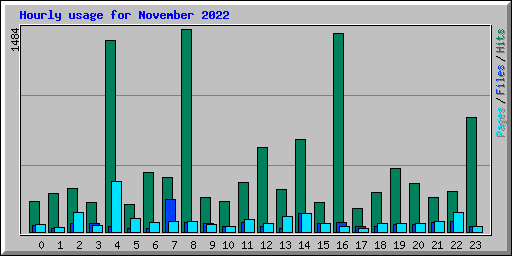 Hourly usage for November 2022
1484
Pages/Files/Hits
0 1 2 3 4 5 6 7 8 9 10 11 12 13 14 15 16 17 18 19 20 21 22 23